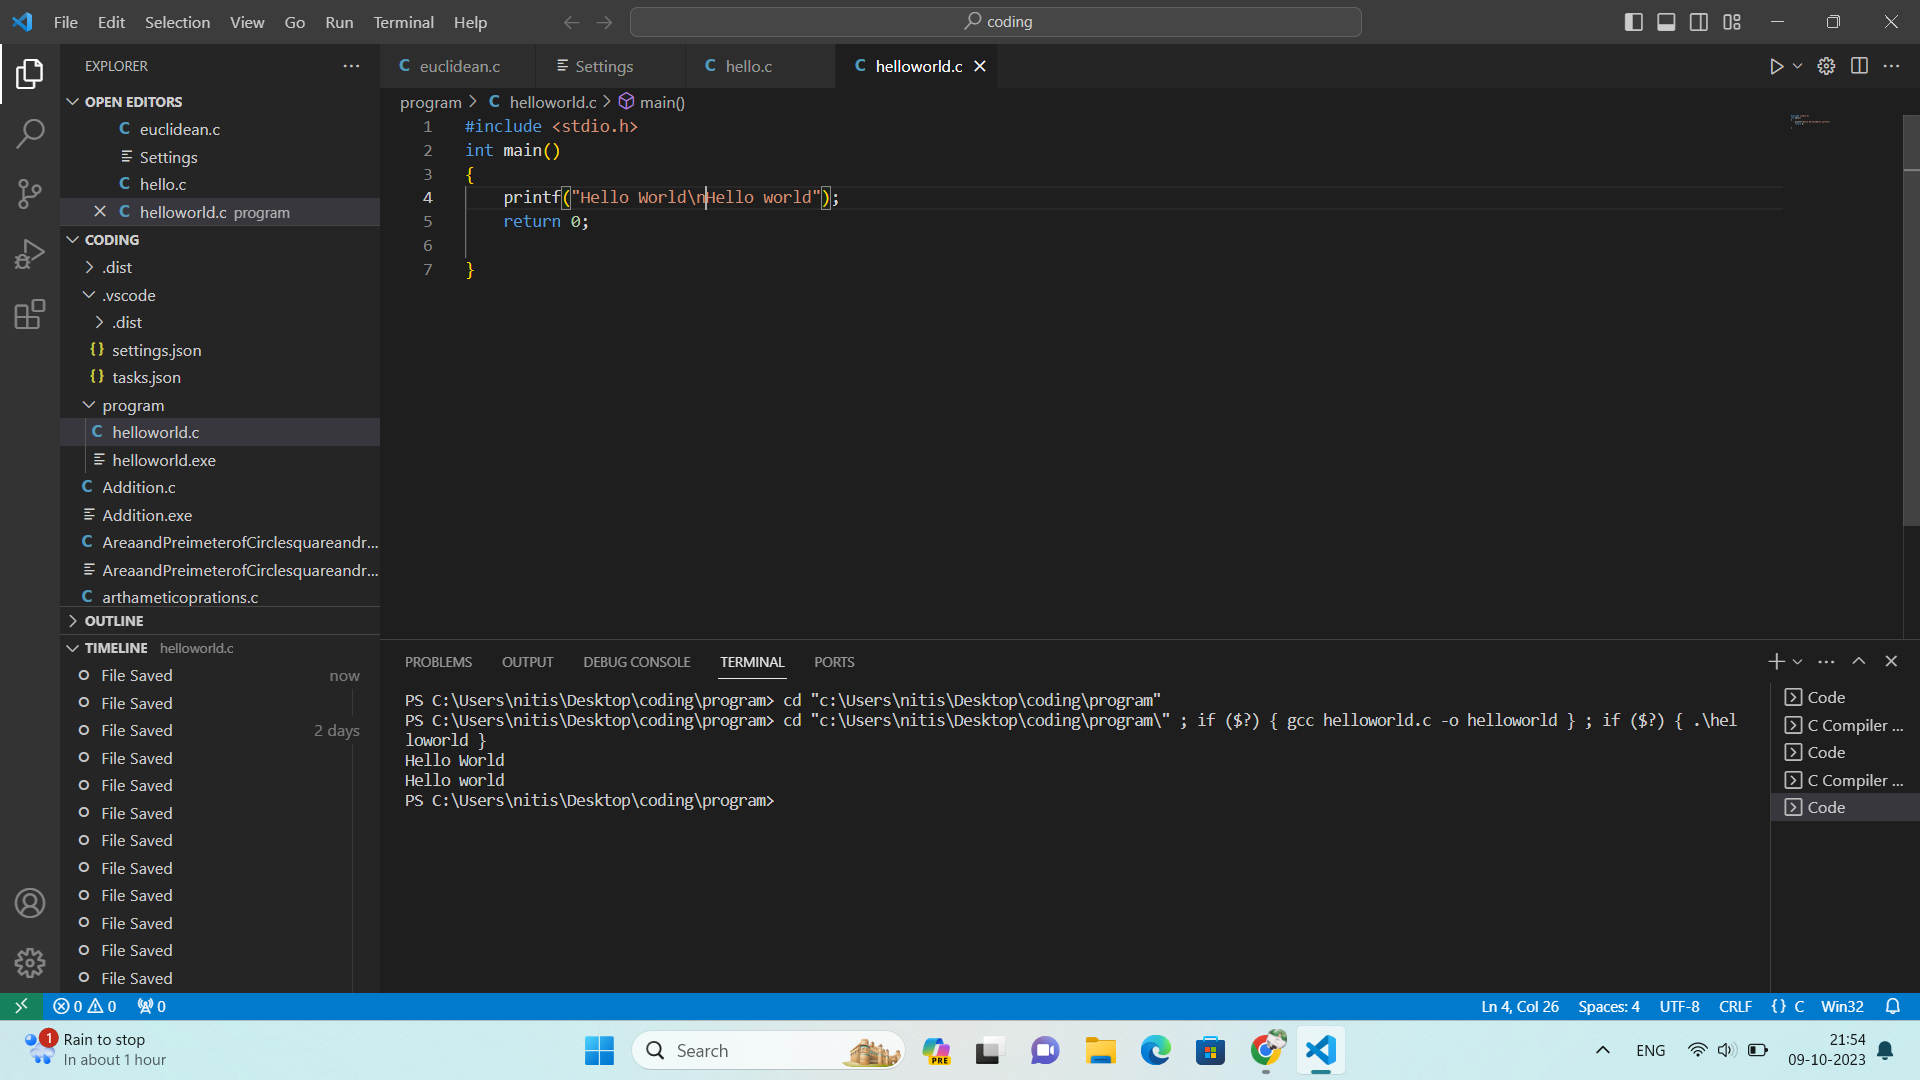 File Edit Selection View Go Run Terminal Help
coding
EXPLORER
OPEN EDITORS
euclidean.c
Settings
hello.c
helloworld.c program
CODING
.dist
.vscode
.dist
settings.json
tasks.json
program
helloworld.c
helloworld.exe
Addition.c
Addition.exe
AreaandPreimeterofCirclesquareandr...
AreaandPreimeterofCirclesquareandr...
arthameticoprations.c
OUTLINE
TIMELINE helloworld.c
File Saved now
File Saved
File Saved 2 days
File Saved
File Saved
File Saved
File Saved
File Saved
File Saved
File Saved
File Saved
File Saved
euclidean.c Settings hello.c helloworld.c
program > helloworld.c > main()
1 #include <stdio.h>
2 int main()
3 {
4 printf("Hello World\nHello world");
5 return 0;
6
7 }
PROBLEMS OUTPUT DEBUG CONSOLE TERMINAL PORTS
PS C:\Users\nitis\Desktop\coding\program> cd "c:\Users\nitis\Desktop\coding\program"
PS C:\Users\nitis\Desktop\coding\program> cd "c:\Users\nitis\Desktop\coding\program\" ; if ($?) { gcc helloworld.c -o helloworld } ; if ($?) { .\hel
loworld }
Hello World
Hello world
PS C:\Users\nitis\Desktop\coding\program>
Code
C Compiler ...
Code
C Compiler ...
Code
0 0 0 Ln 4, Col 26 Spaces: 4 UTF-8 CRLF {} C Win32
1 Rain to stop
In about 1 hour
Search
PRE
ENG
21:54
09-10-2023